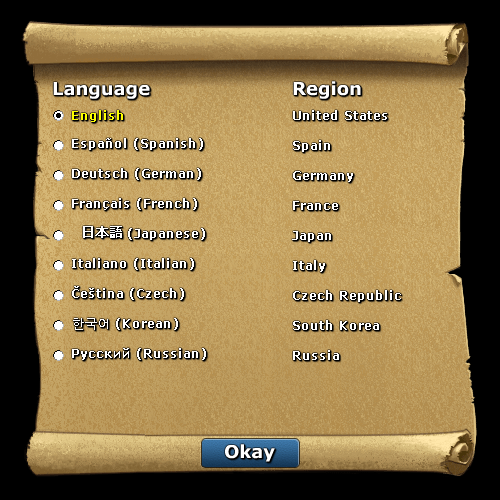 Language Region
English United States
Español (Spanish) Spain
Deutsch (German) Germany
Français (French) France
日本語 (Japanese) Japan
Italiano (Italian) Italy
Čeština (Czech) Czech Republic
한국어 (Korean) South Korea
Русский (Russian) Russia
Okay